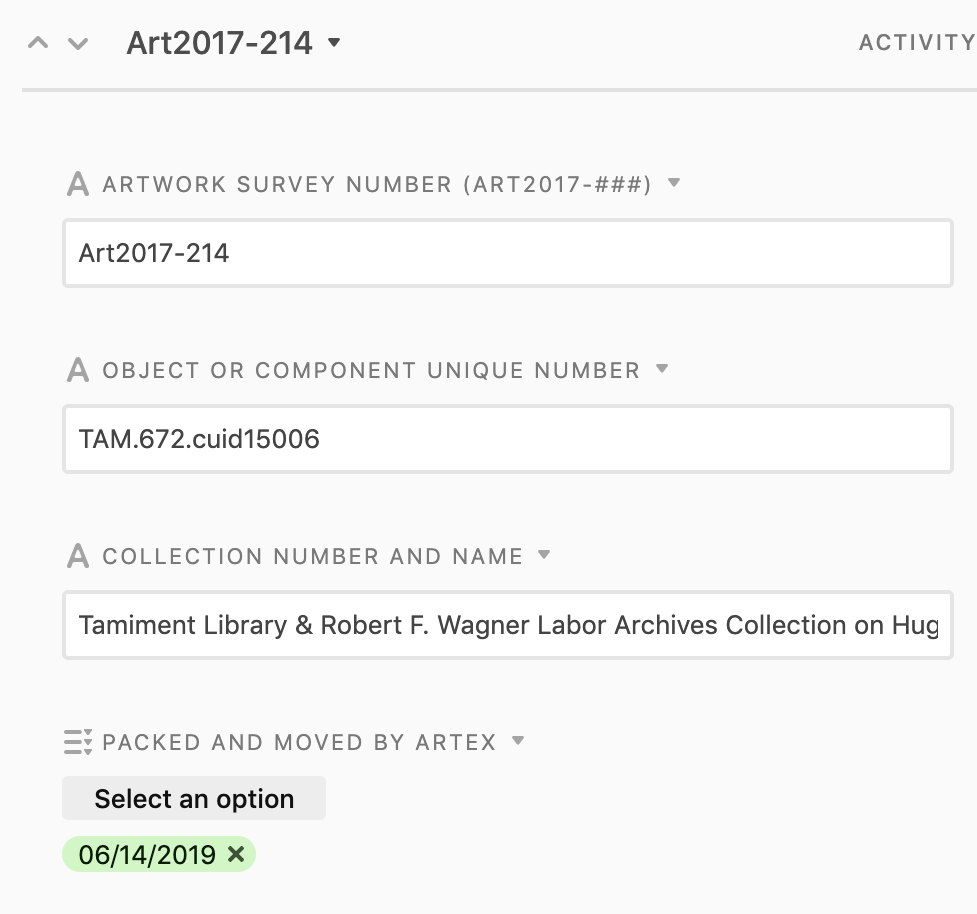 Art2017-214
ACTIVITY
ARTWORK SURVEY NUMBER (ART2017-###)
Art2017-214
OBJECT OR COMPONENT UNIQUE NUMBER
TAM.672.cuid15006
COLLECTION NUMBER AND NAME
Tamiment Library & Robert F. Wagner Labor Archives Collection on Hug
PACKED AND MOVED BY ARTEX
Select an option
06/14/2019